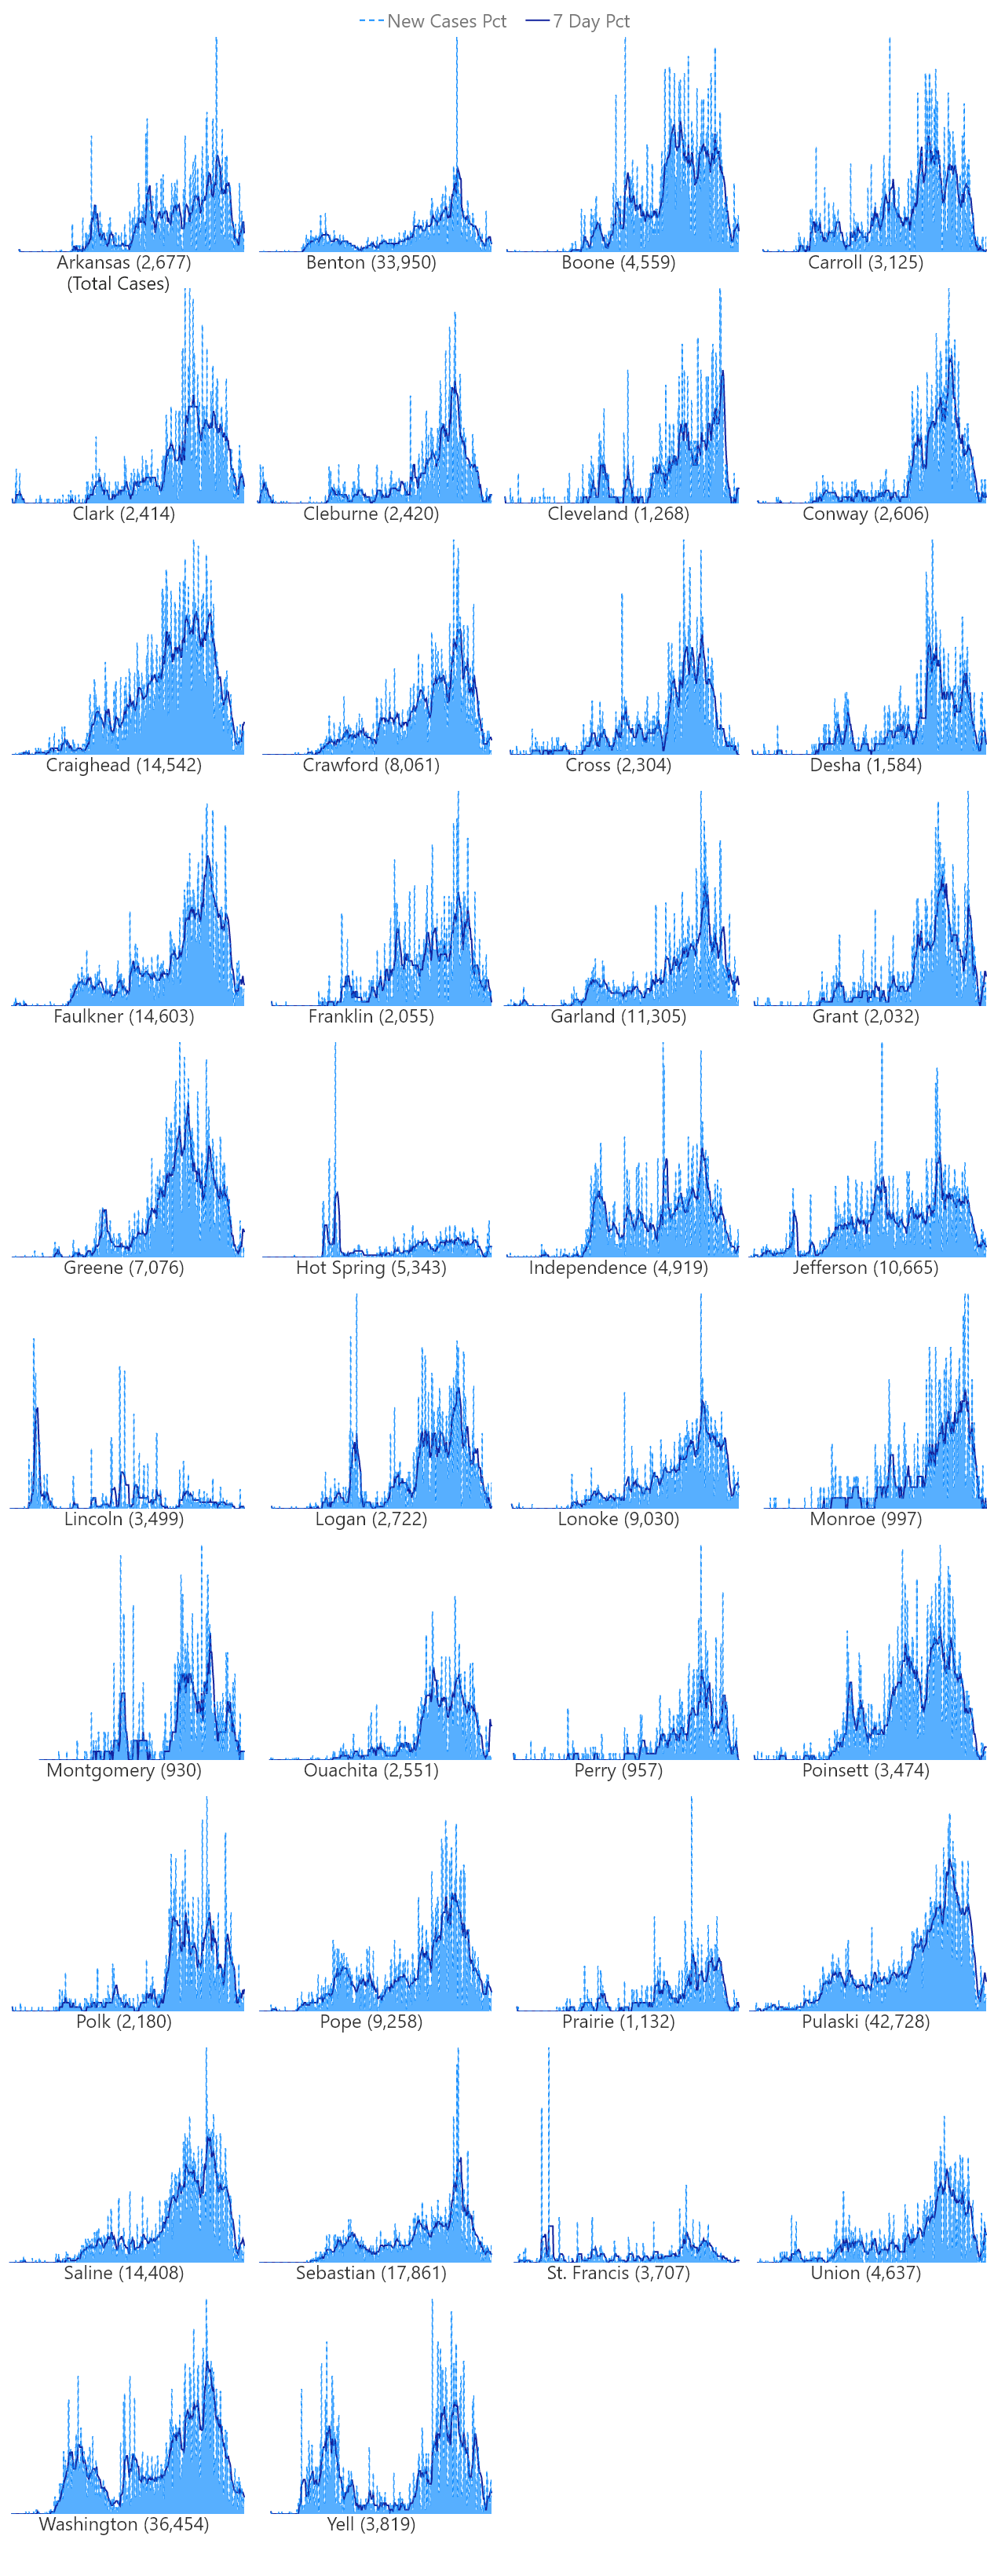 New Cases Pct 7 Day Pct
Arkansas (2,677) Benton (33,950) Boone (4,559) Carroll (3,125)
(Total Cases)
Clark (2,414) Cleburne (2,420) Cleveland (1,268) Conway (2,606)
Craighead (14,542) Crawford (8,061) Cross (2,304) Desha (1,584)
Faulkner (14,603) Franklin (2,055) Garland (11,305) Grant (2,032)
Greene (7,076) Hot Spring (5,343) Independence (4,919) Jefferson (10,665)
Lincoln (3,499) Logan (2,722) Lonoke (9,030) Monroe (997)
Montgomery (930) Ouachita (2,551) Perry (957) Poinsett (3,474)
Polk (2,180) Pope (9,258) Prairie (1,132) Pulaski (42,728)
Saline (14,408) Sebastian (17,861) St. Francis (3,707) Union (4,637)
Washington (36,454) Yell (3,819)